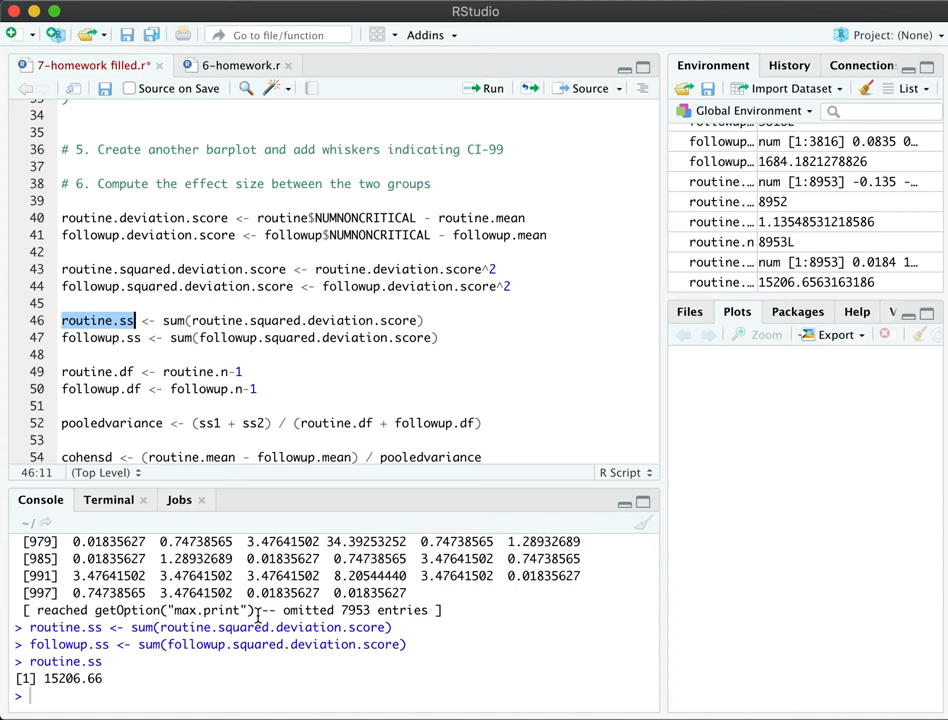 RStudio
Go to file/function
Addins
Project: (None)
7-homework filled.r*
6-homework.r
Source on Save
Run
Source
34
35
36 # 5. Create another barplot and add whiskers indicating CI-99
37
38 # 6. Compute the effect size between the two groups
39
40 routine.deviation.score <- routine$NUMNONCRITICAL - routine.mean
41 followup.deviation.score <- followup$NUMNONCRITICAL - followup.mean
42
43 routine.squared.deviation.score <- routine.deviation.score^2
44 followup.squared.deviation.score <- followup.deviation.score^2
45
46 routine.ss <- sum(routine.squared.deviation.score)
47 followup.ss <- sum(followup.squared.deviation.score)
48
49 routine.df <- routine.n-1
50 followup.df <- followup.n-1
51
52 pooledvariance <- (ss1 + ss2) / (routine.df + followup.df)
53
54 cohensd <- (routine.mean - followup.mean) / pooledvariance
46:11 (Top Level) R Script
Console Terminal Jobs
~/
[979] 0.01835627 0.74738565 3.47641502 34.39253252 0.74738565 1.28932689
[985] 0.01835627 1.28932689 0.01835627 0.74738565 3.47641502 0.74738565
[991] 3.47641502 3.47641502 3.47641502 8.20544440 3.47641502 0.01835627
[997] 0.74738565 3.47641502 0.01835627 0.01835627
[ reached getOption("max.print") -- omitted 7953 entries ]
> routine.ss <- sum(routine.squared.deviation.score)
> followup.ss <- sum(followup.squared.deviation.score)
> routine.ss
[1] 15206.66
>
Environment History Connection
Import Dataset List
Global Environment
followup… num [1:3816] 0.0835 0…
followup… 1684.1821278826
routine.… num [1:8953] -0.135 -…
routine.… 8952
routine.… 1.13548531218586
routine.n 8953L
routine.… num [1:8953] 0.0184 1…
routine.… 15206.6563163186
Files Plots Packages Help V
Zoom Export